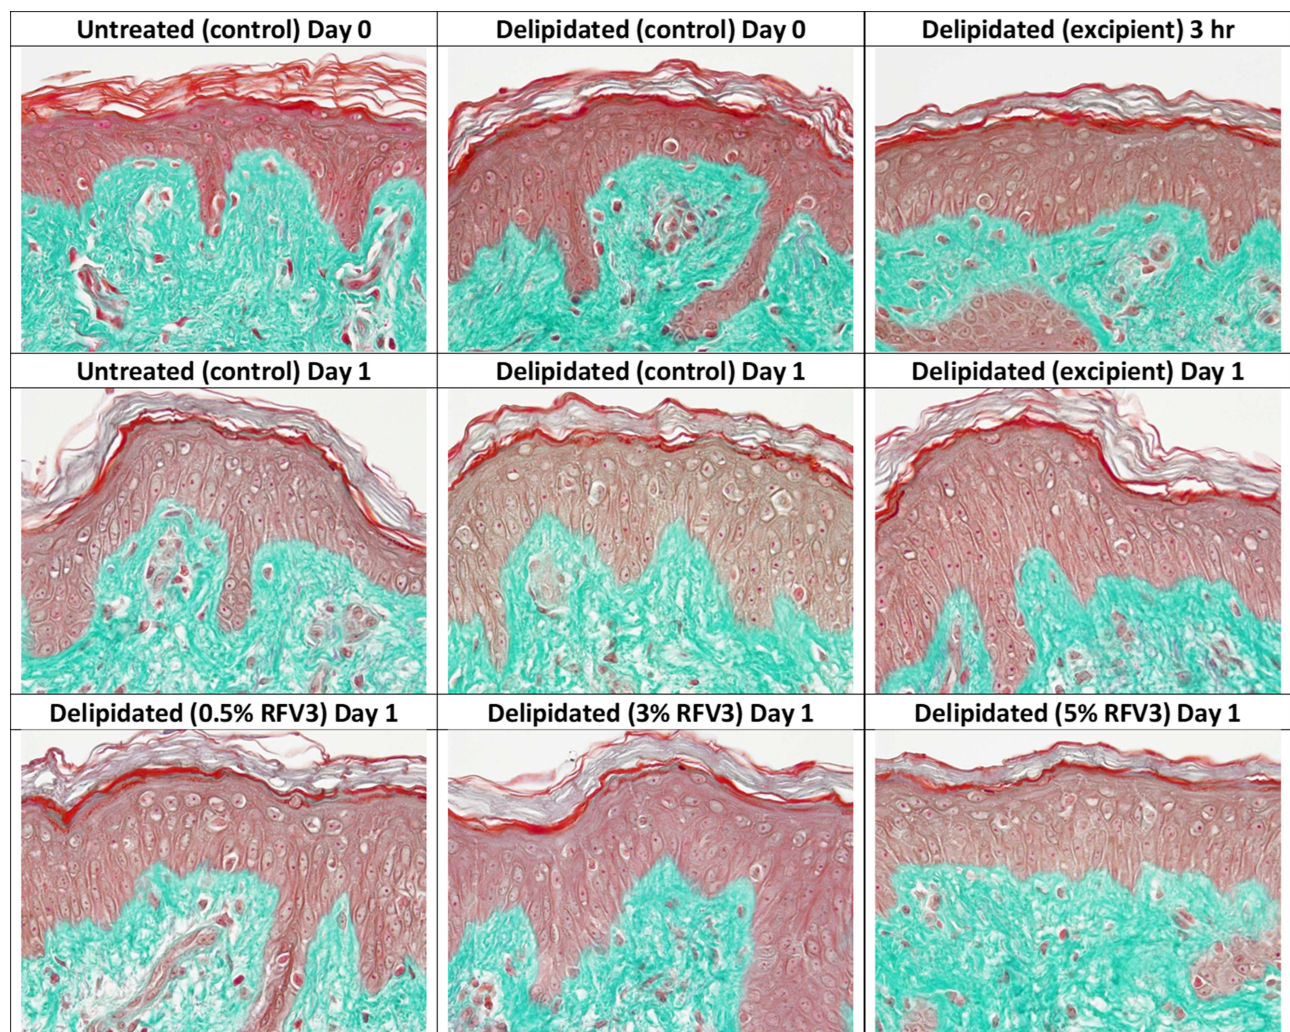 Untreated (control) Day 0
Delipidated (control) Day 0
Delipidated (excipient) 3 hr
Untreated (control) Day 1
Delipidated (control) Day 1
Delipidated (excipient) Day 1
Delipidated (0.5% RFV3) Day 1
Delipidated (3% RFV3) Day 1
Delipidated (5% RFV3) Day 1